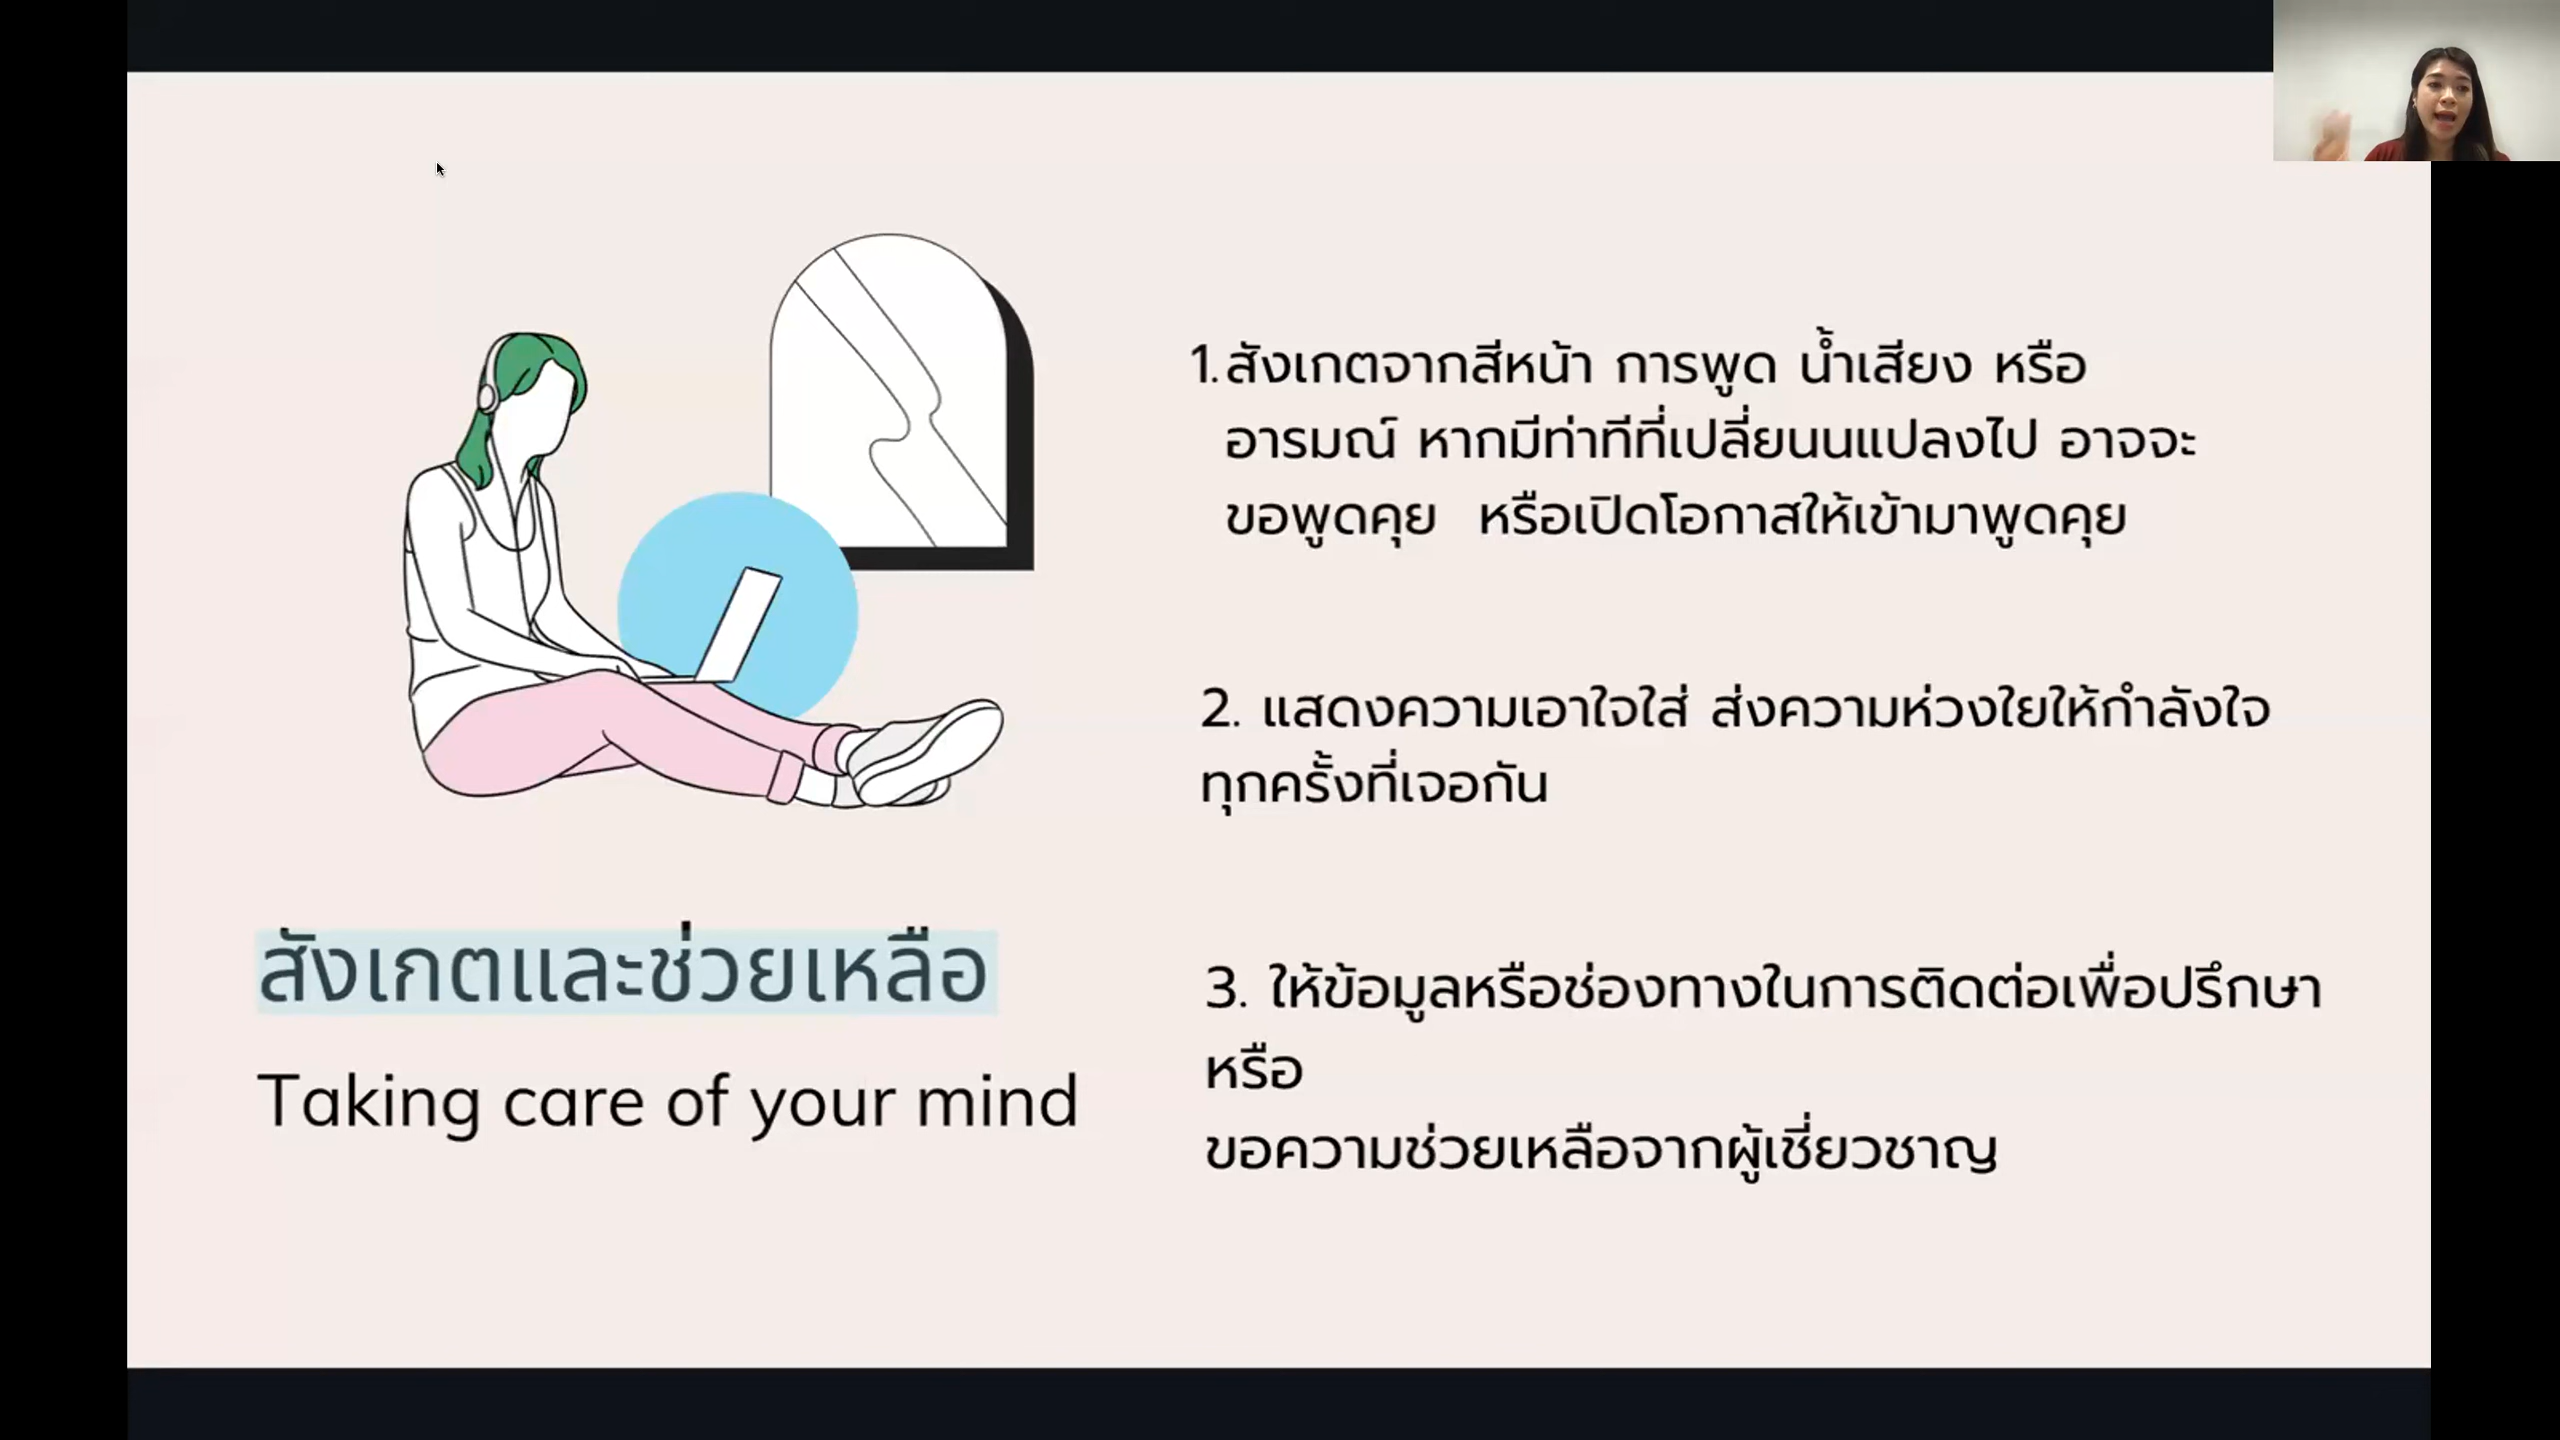 สังเกตและช่วยเหลือ
Taking care of your mind
1.สังเกตจากสีหน้า การพูด น้ำเสียง หรือ
อารมณ์ หากมีท่าทีที่เปลี่ยนนแปลงไป อาจจะ
ขอพูดคุย หรือเปิดโอกาสให้เข้ามาพูดคุย
2. แสดงความเอาใจใส่ ส่งความห่วงใยให้กำลังใจ
ทุกครั้งที่เจอกัน
3. ให้ข้อมูลหรือช่องทางในการติดต่อเพื่อปรึกษา
หรือ
ขอความช่วยเหลือจากผู้เชี่ยวชาญ